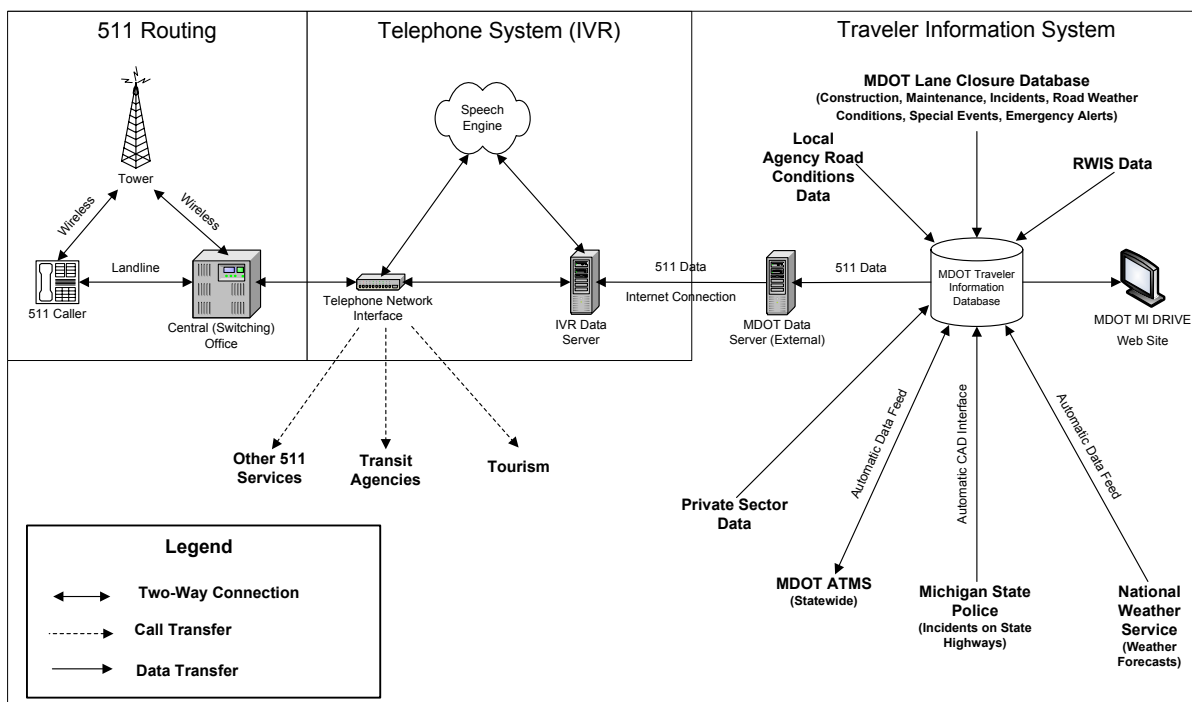 511 Routing
Tower
Wireless
Wireless
Landline
511 Caller
Central (Switching)
Office
Telephone System (IVR)
Speech
Engine
Telephone Network
Interface
IVR Data
Server
Other 511
Services
Transit
Agencies
Tourism
Traveler Information System
MDOT Lane Closure Database
(Construction, Maintenance, Incidents, Road Weather
Conditions, Special Events, Emergency Alerts)
Local
Agency Road
Conditions
Data
RWIS Data
511 Data
Internet Connection
MDOT Data
Server (External)
511 Data
MDOT Traveler
Information
Database
MDOT MI DRIVE
Web Site
Private Sector
Data
Automatic Data Feed
MDOT ATMS
(Statewide)
Automatic CAD Interface
Michigan State
Police
(Incidents on State
Highways)
Automatic Data Feed
National
Weather
Service
(Weather
Forecasts)
Legend
Two-Way Connection
Call Transfer
Data Transfer